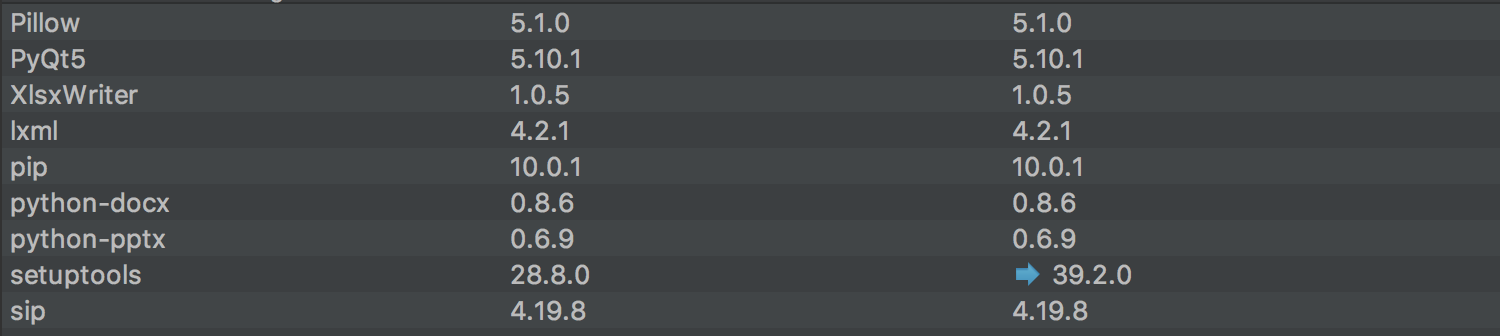 Pillow 5.1.0 5.1.0
PyQt5 5.10.1 5.10.1
XlsxWriter 1.0.5 1.0.5
lxml 4.2.1 4.2.1
pip 10.0.1 10.0.1
python-docx 0.8.6 0.8.6
python-pptx 0.6.9 0.6.9
setuptools 28.8.0 39.2.0
sip 4.19.8 4.19.8